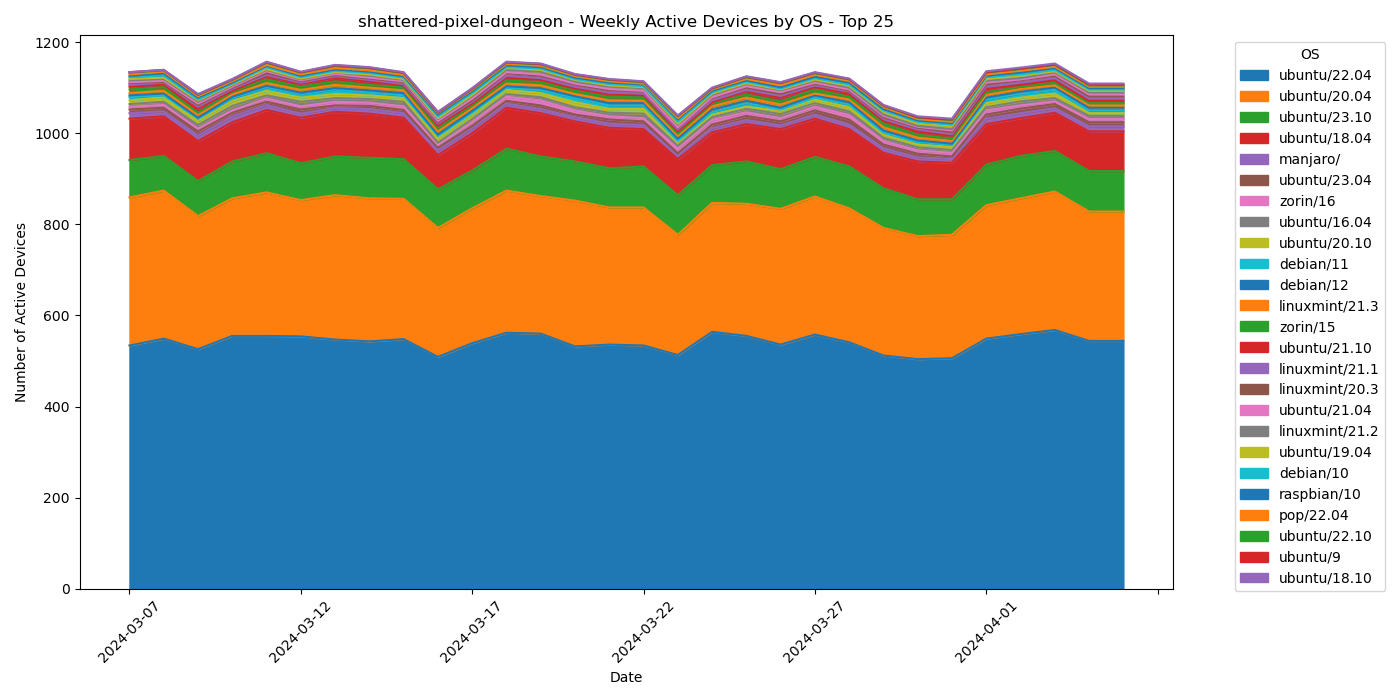 shattered-pixel-dungeon - Weekly Active Devices by OS - Top 25
Number of Active Devices
1200
1000
800
600
400
200
0
2024-03-07
2024-03-12
2024-03-17
2024-03-22
2024-03-27
2024-04-01
Date
OS
ubuntu/22.04
ubuntu/20.04
ubuntu/23.10
ubuntu/18.04
manjaro/
ubuntu/23.04
zorin/16
ubuntu/16.04
ubuntu/20.10
debian/11
debian/12
linuxmint/21.3
zorin/15
ubuntu/21.10
linuxmint/21.1
linuxmint/20.3
ubuntu/21.04
linuxmint/21.2
ubuntu/19.04
debian/10
raspbian/10
pop/22.04
ubuntu/22.10
ubuntu/9
ubuntu/18.10